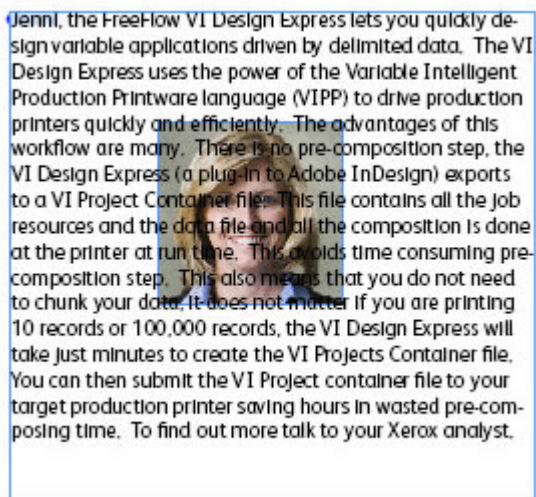 Jenni, the FreeFlow VI Design Express lets you quickly de-
sign variable applications driven by delimited data. The VI
Design Express uses the power of the Variable Intelligent
Production Printware language (VIPP) to drive production
printers quickly and efficiently. The advantages of this
workflow are many. There is no pre-composition step, the
VI Design Express (a plug-in to Adobe InDesign) exports
to a VI Project Container file. This file contains all the job
resources and the data file and all the composition is done
at the printer at run time. This avoids time consuming pre-
composition step. This also means that you do not need
to chunk your data, it does not matter if you are printing
10 records or 100,000 records, the VI Design Express will
take just minutes to create the VI Projects Container file.
You can then submit the VI Project container file to your
target production printer saving hours in wasted pre-com-
posing time. To find out more talk to your Xerox analyst.